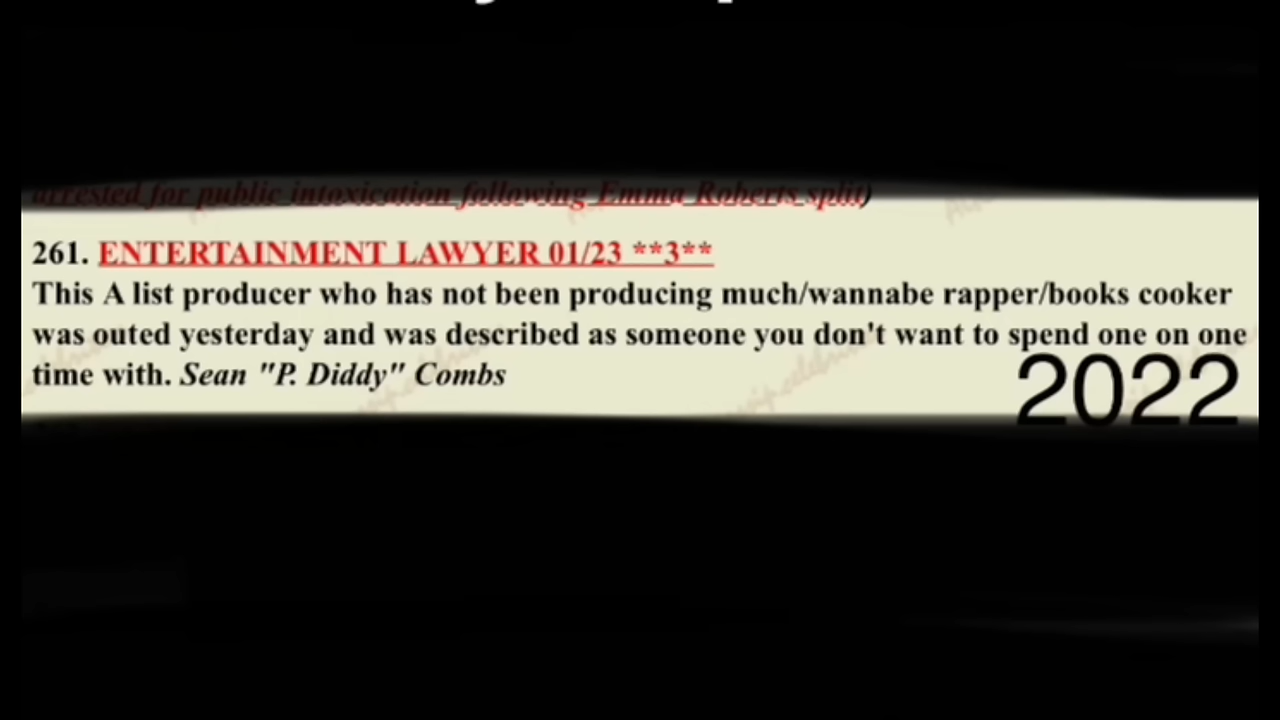 arrested for public intoxication following Emma Roberts split)
261. ENTERTAINMENT LAWYER 01/23 **3**
This A list producer who has not been producing much/wannabe rapper/books cooker
was outed yesterday and was described as someone you don't want to spend one on one
time with. Sean "P. Diddy" Combs
2022